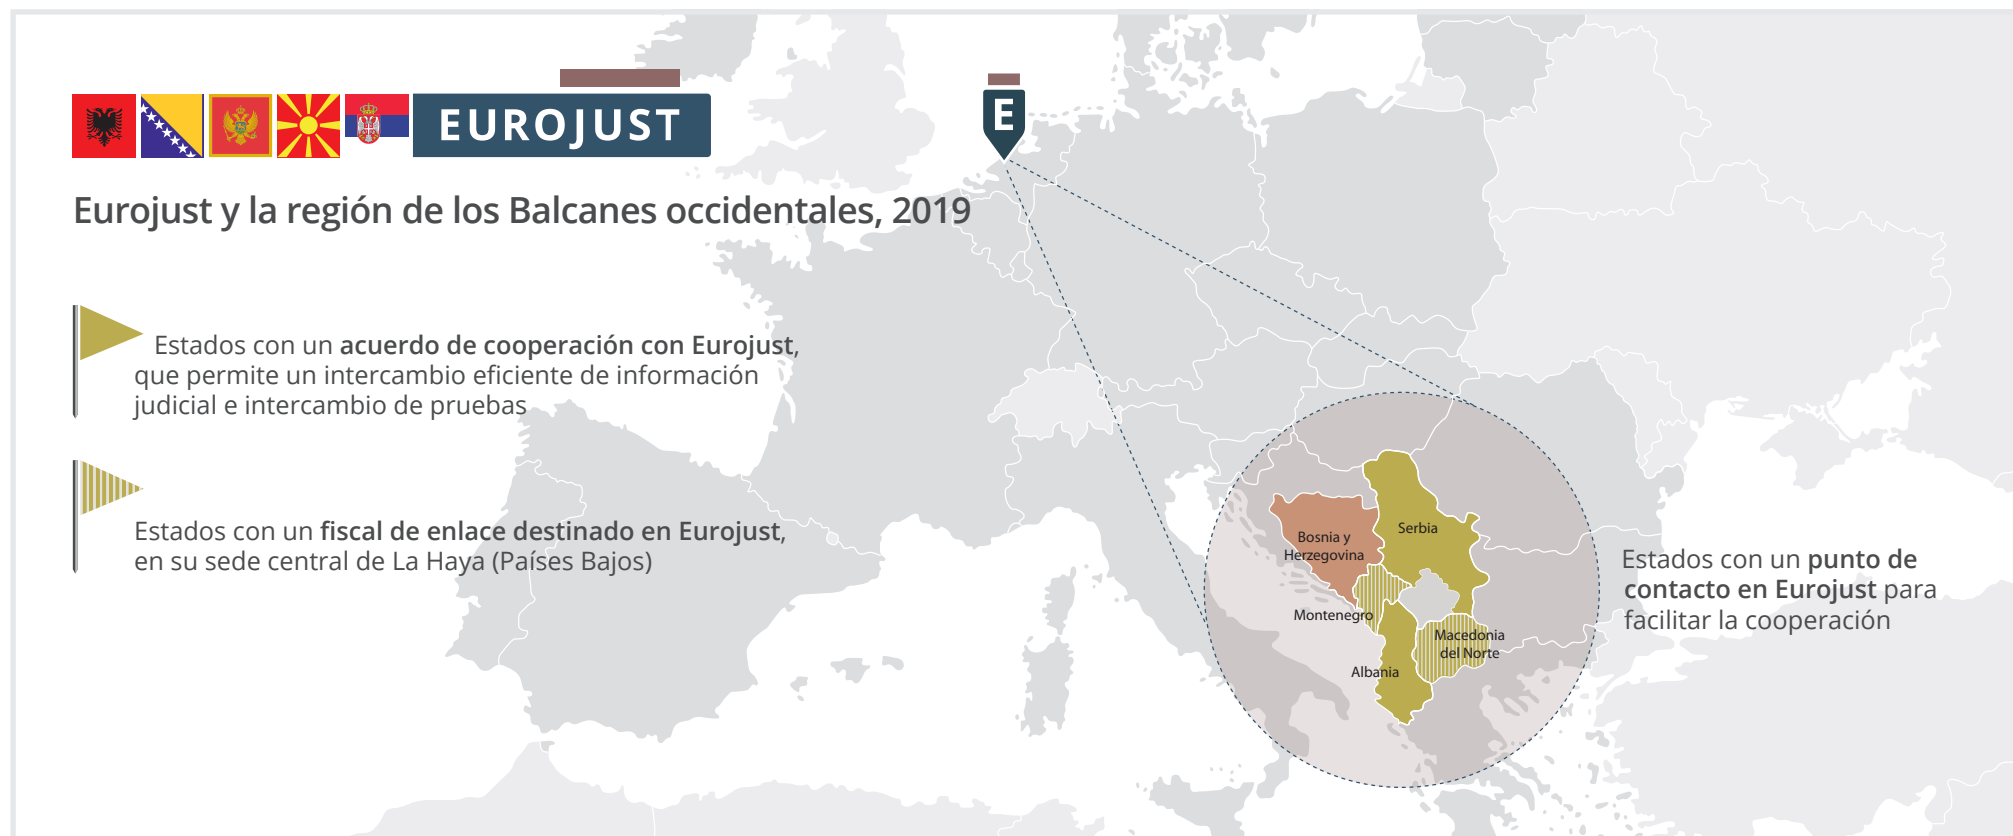 EUROJUST
E
Eurojust y la región de los Balcanes occidentales, 2019
Estados con un acuerdo de cooperación con Eurojust,
que permite un intercambio eficiente de información
judicial e intercambio de pruebas
Estados con un fiscal de enlace destinado en Eurojust,
en su sede central de La Haya (Países Bajos)
Bosnia y
Herzegovina
Serbia
Montenegro
Macedonia
del Norte
Albania
Estados con un punto de
contacto en Eurojust para
facilitar la cooperación